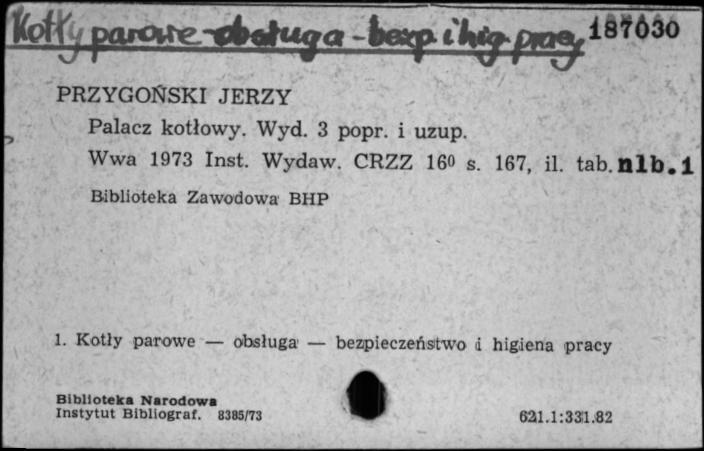 Kotły parowe - obsługa - bezp. i hig. pracy 187030
PRZYGOŃSKI JERZY
Palacz kotłowy. Wyd. 3 popr. i uzup.
Wwa 1973 Inst. Wydaw. CRZZ 16⁰ s. 167, il. tab. nlb. 1
Biblioteka Zawodowa BHP
1. Kotły parowe — obsługa — bezpieczeństwo i higiena pracy
Biblioteka Narodowa
Instytut Bibliograf. 8385/73 621.1:331.82